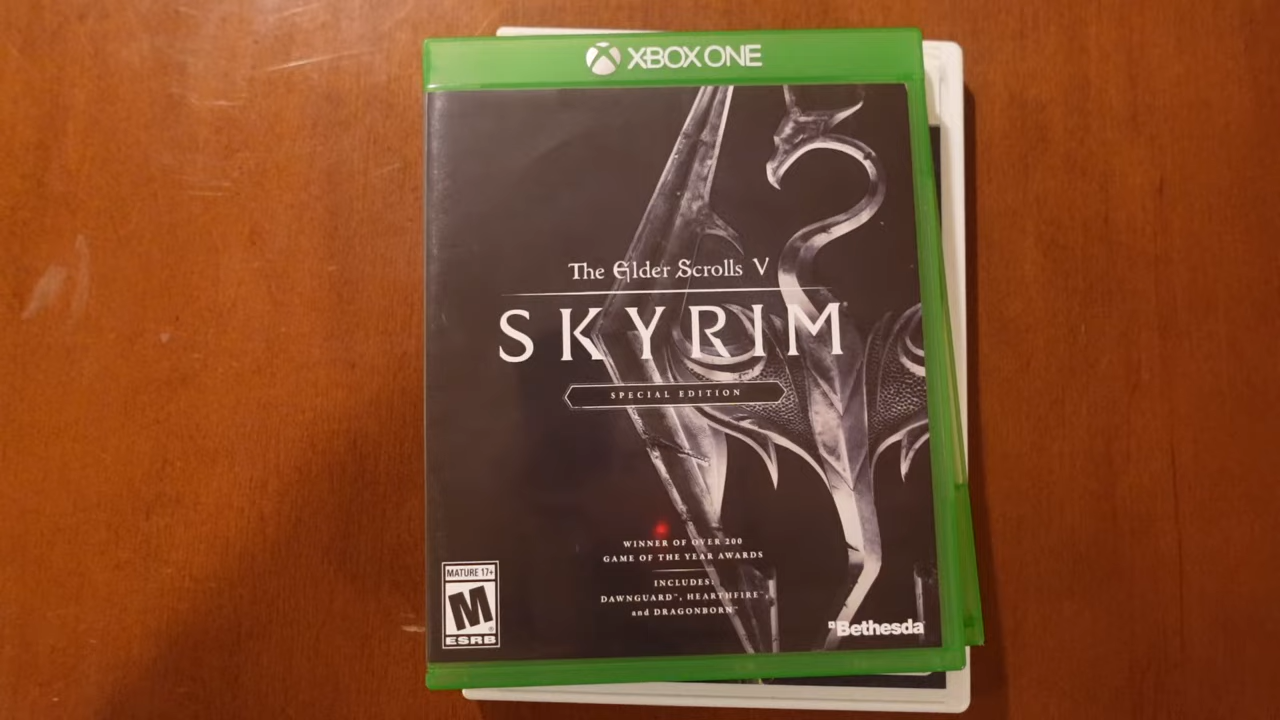 XBOX ONE
The Elder Scrolls V
SKYRIM
SPECIAL EDITION
WINNER OF OVER 200
GAME OF THE YEAR AWARDS
INCLUDES:
DAWNGUARD™, HEARTHFIRE™,
and DRAGONBORN™
MATURE 17+
M
®
ESRB
Bethesda